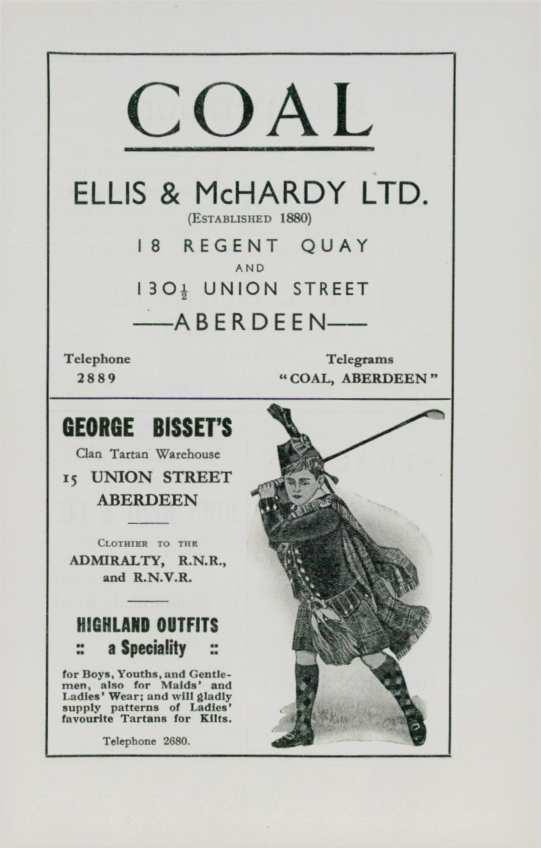 COAL
ELLIS & McHARDY LTD.
(ESTABLISHED 1880)
18 REGENT QUAY
AND
130½ UNION STREET
—ABERDEEN—
Telephone
2889
Telegrams
"COAL, ABERDEEN"
GEORGE BISSET'S
Clan Tartan Warehouse
15 UNION STREET
ABERDEEN
CLOTHIER TO THE
ADMIRALTY, R.N.R.,
and R.N.V.R.
HIGHLAND OUTFITS
:: a Speciality ::
for Boys, Youths, and Gentle-
men, also for Maids' and
Ladies' Wear; and will gladly
supply patterns of Ladies'
favourite Tartans for Kilts.
Telephone 2680.